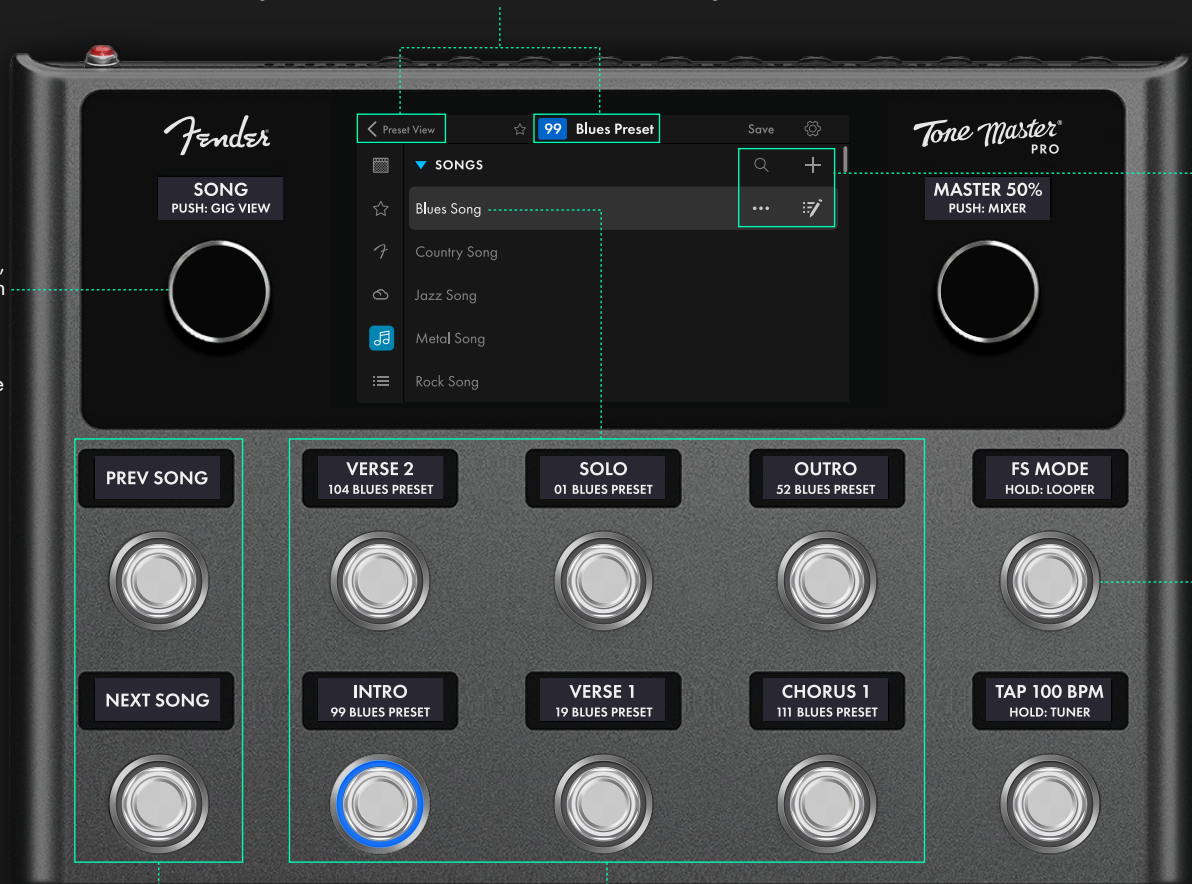 Fender
SONG
PUSH: GIG VIEW
Preset View
99 Blues Preset
Save
SONGS
Blues Song
Country Song
Jazz Song
Metal Song
Rock Song
Tone Master®
PRO
MASTER 50%
PUSH: MIXER
PREV SONG
VERSE 2
104 BLUES PRESET
SOLO
01 BLUES PRESET
OUTRO
52 BLUES PRESET
FS MODE
HOLD: LOOPER
NEXT SONG
INTRO
99 BLUES PRESET
VERSE 1
19 BLUES PRESET
CHORUS 1
111 BLUES PRESET
TAP 100 BPM
HOLD: TUNER